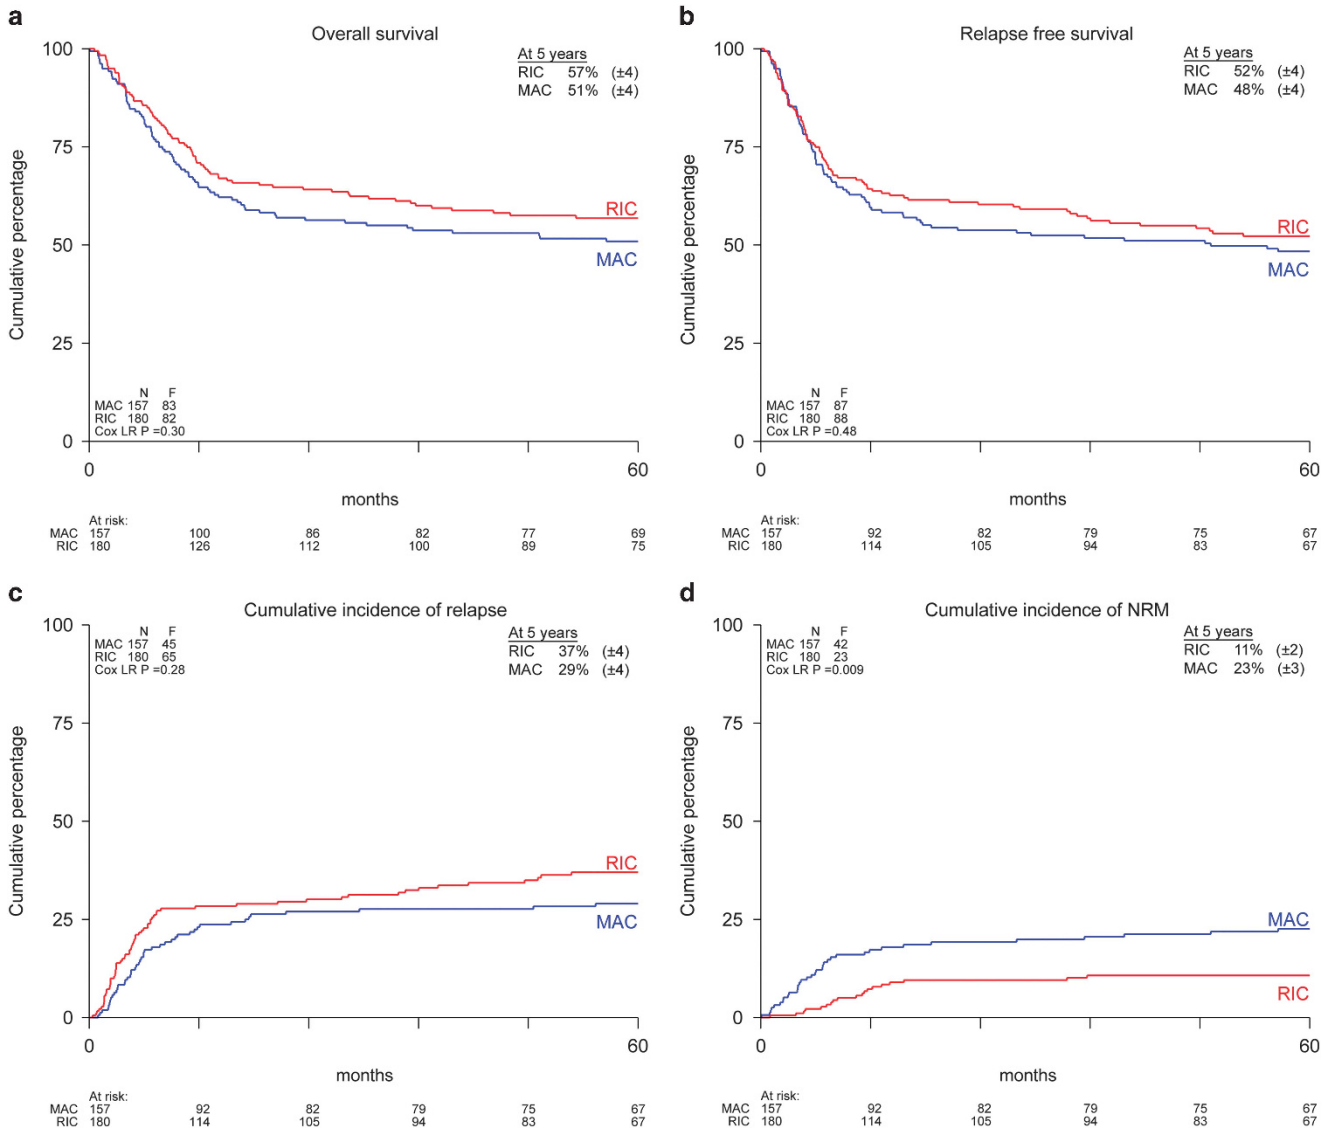 a
Overall survival
100
75
50
25
0
Cumulative percentage
At 5 years
RIC 57% (±4)
MAC 51% (±4)
RIC
MAC
N F
MAC 157 83
RIC 180 82
Cox LR P =0.30
0 60
months
At risk:
MAC 157 100 86 82 77 69
RIC 180 126 112 100 89 75
b
Relapse free survival
100
75
50
25
0
Cumulative percentage
At 5 years
RIC 52% (±4)
MAC 48% (±4)
RIC
MAC
N F
MAC 157 87
RIC 180 88
Cox LR P =0.48
0 60
months
At risk:
MAC 157 92 82 79 75 67
RIC 180 114 105 94 83 67
c
Cumulative incidence of relapse
100
75
50
25
0
Cumulative percentage
N F
MAC 157 45
RIC 180 65
Cox LR P =0.28
At 5 years
RIC 37% (±4)
MAC 29% (±4)
RIC
MAC
0 60
months
At risk:
MAC 157 92 82 79 75 67
RIC 180 114 105 94 83 67
d
Cumulative incidence of NRM
100
75
50
25
0
Cumulative percentage
N F
MAC 157 42
RIC 180 23
Cox LR P =0.009
At 5 years
RIC 11% (±2)
MAC 23% (±3)
MAC
RIC
0 60
months
At risk:
MAC 157 92 82 79 75 67
RIC 180 114 105 94 83 67